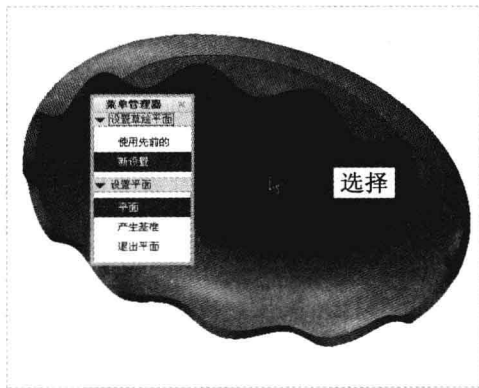 菜单管理器
设置草绘平面
使用先前的
新设置
设置平面
平面
产生基准
退出平面
选择